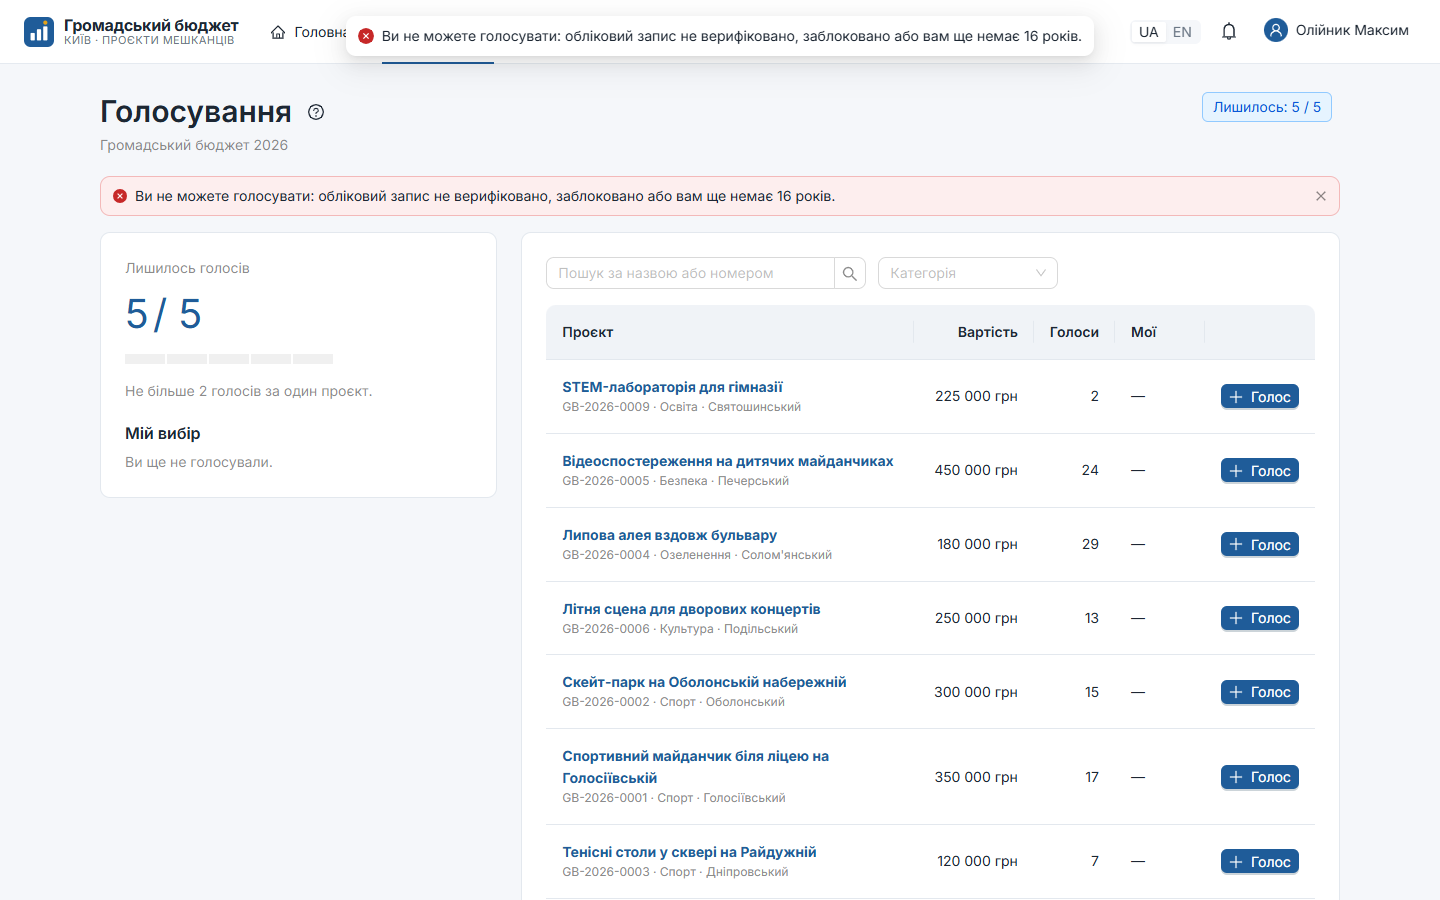 Громадський бюджет
КИЇВ · ПРОЄКТИ МЕШКАНЦІВ
Головна
Ви не можете голосувати: обліковий запис не верифіковано, заблоковано або вам ще немає 16 років.
UA EN
Олійник Максим
Голосування
Лишилось: 5 / 5
Громадський бюджет 2026
Ви не можете голосувати: обліковий запис не верифіковано, заблоковано або вам ще немає 16 років.
Лишилось голосів
5 / 5
Не більше 2 голосів за один проєкт.
Мій вибір
Ви ще не голосували.
Пошук за назвою або номером
Категорія
Проєкт Вартість Голоси Мої
STEM-лабораторія для гімназії
GB-2026-0009 · Освіта · Святошинський
225 000 грн 2 — + Голос
Відеоспостереження на дитячих майданчиках
GB-2026-0005 · Безпека · Печерський
450 000 грн 24 — + Голос
Липова алея вздовж бульвару
GB-2026-0004 · Озеленення · Солом'янський
180 000 грн 29 — + Голос
Літня сцена для дворових концертів
GB-2026-0006 · Культура · Подільський
250 000 грн 13 — + Голос
Скейт-парк на Оболонській набережній
GB-2026-0002 · Спорт · Оболонський
300 000 грн 15 — + Голос
Спортивний майданчик біля ліцею на
Голосіївській
GB-2026-0001 · Спорт · Голосіївський
350 000 грн 17 — + Голос
Тенісні столи у сквері на Райдужній
GB-2026-0003 · Спорт · Дніпровський
120 000 грн 7 — + Голос